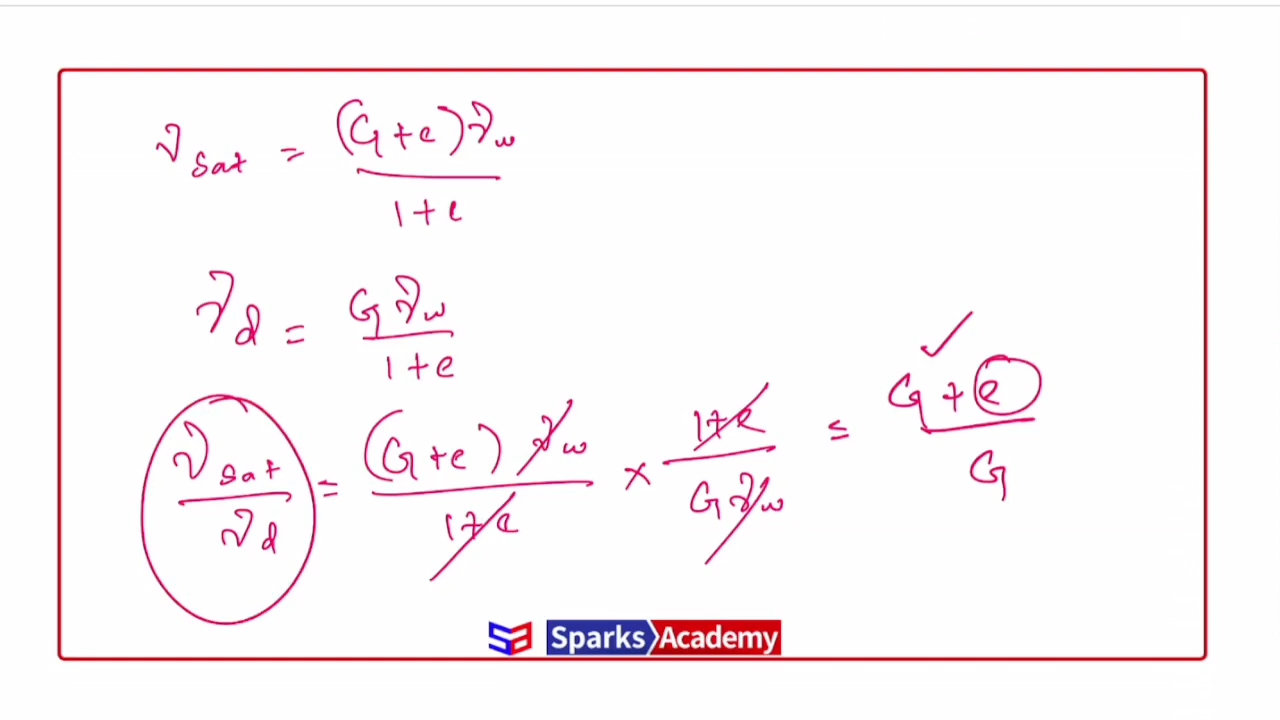 γsat = (G+e)γw
1+e
γd = Gγw
1+e
γsat/γd = (G+e)γw/1+e × 1+e/Gγw = G+e/G
✓
Sparks Academy